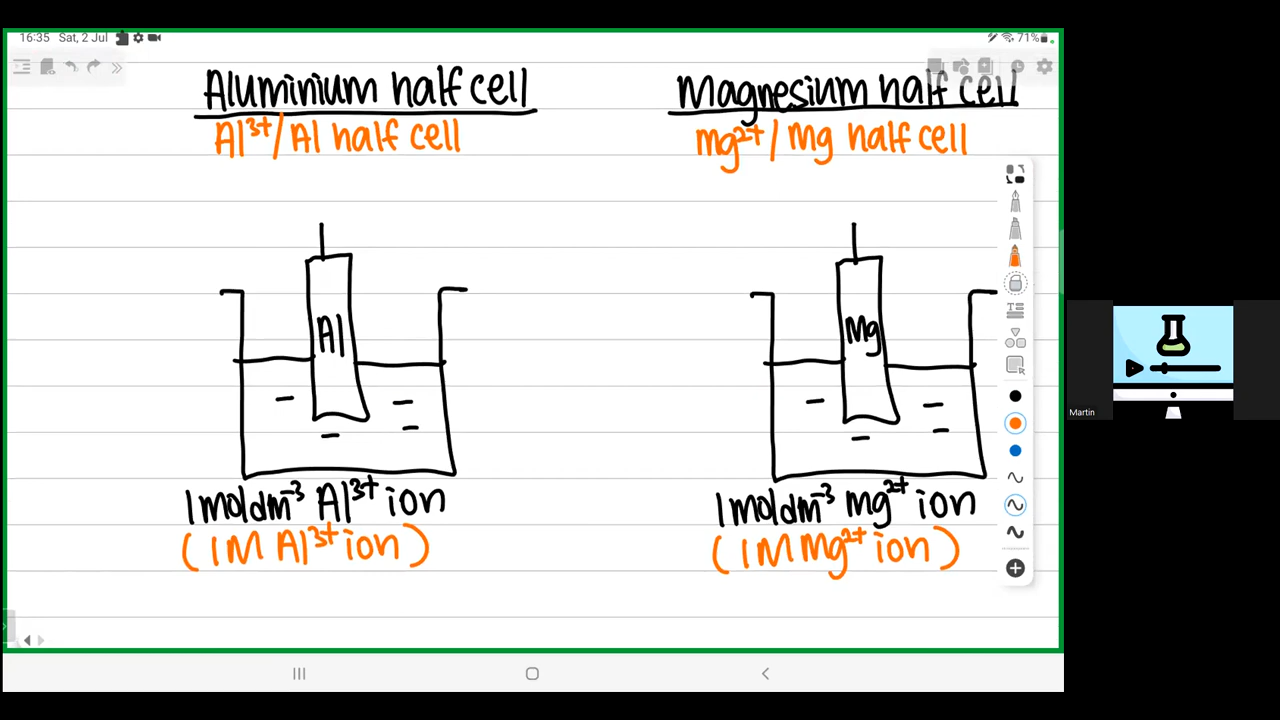 16:35 Sat, 2 Jul 71%
Aluminium half cell
Al³⁺/Al half cell
Magnesium half cell
Mg²⁺/Mg half cell
Al
Mg
1moldm⁻³ Al³⁺ ion
(1M Al³⁺ ion)
1moldm⁻³ Mg²⁺ ion
(1M Mg²⁺ ion)
Martin